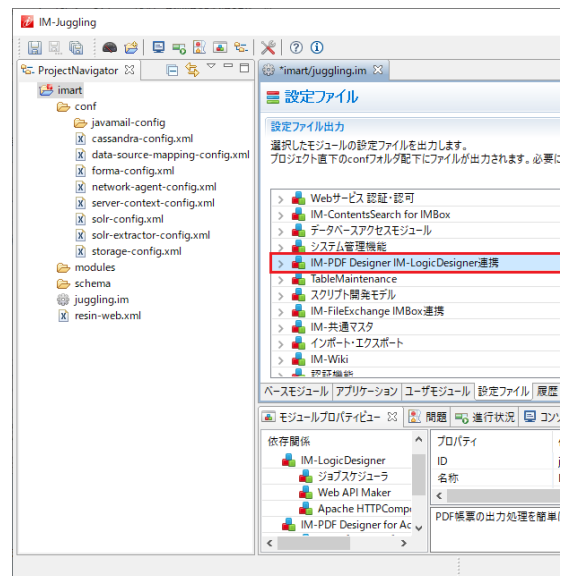 IM-Juggling
ProjectNavigator
imart
conf
javamail-config
cassandra-config.xml
data-source-mapping-config.xml
forma-config.xml
network-agent-config.xml
server-context-config.xml
solr-config.xml
solr-extractor-config.xml
storage-config.xml
modules
schema
juggling.im
resin-web.xml
*imart/juggling.im
設定ファイル
設定ファイル出力
選択したモジュールの設定ファイルを出力します。
プロジェクト直下のconfフォルダ配下にファイルが出力されます。必要に
Webサービス 認証・認可
IM-ContentsSearch for IMBox
データベースアクセスモジュール
システム管理機能
IM-PDF Designer IM-LogicDesigner連携
TableMaintenance
スクリプト開発モデル
IM-FileExchange IMBox連携
IM-共通マスタ
インポート・エクスポート
IM-Wiki
認証機能
ベースモジュール アプリケーション ユーザモジュール 設定ファイル 履歴
モジュールプロパティビュー 問題 進行状況 コンソ
依存関係
IM-LogicDesigner
ジョブスケジューラ
Web API Maker
Apache HTTPCompo
IM-PDF Designer for Ac
プロパティ
ID
名称
PDF帳票の出力処理を簡単に